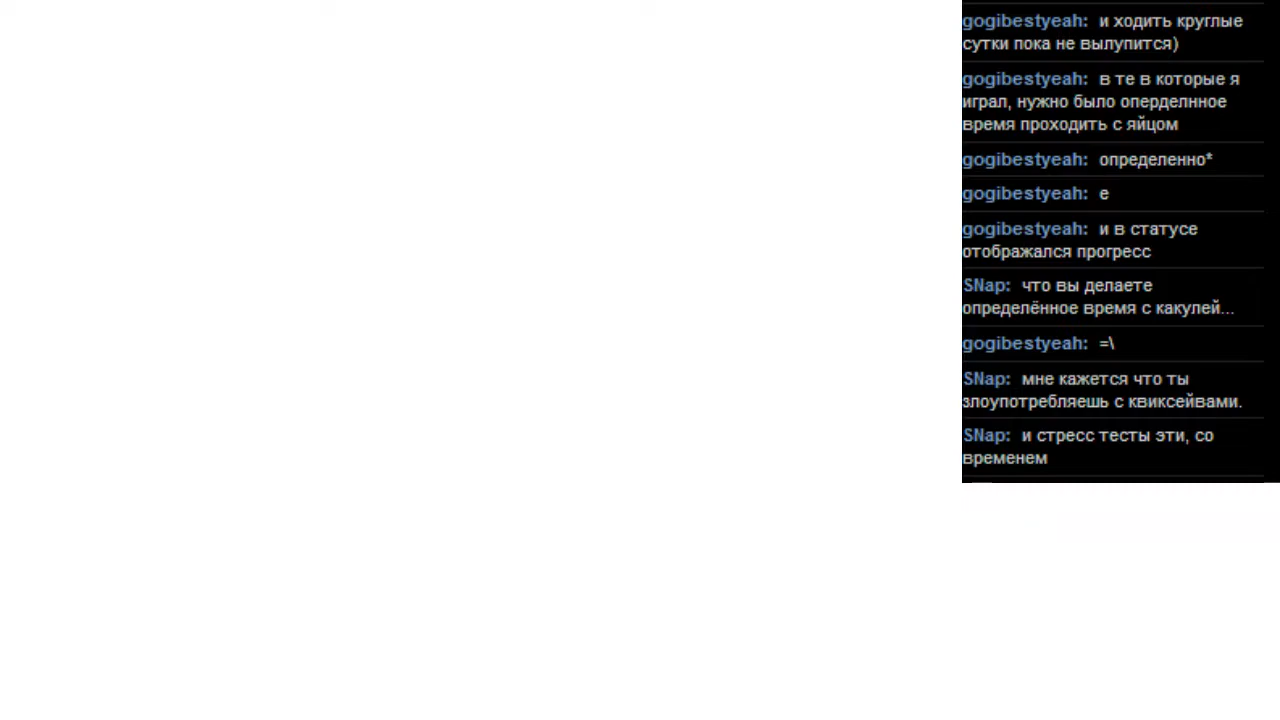 gogibestyeah: и ходить круглые
сутки пока не вылупится)
gogibestyeah: в те в которые я
играл, нужно было оперделнное
время проходить с яйцом
gogibestyeah: определенно*
gogibestyeah: е
gogibestyeah: и в статусе
отображался прогресс
SNap: что вы делаете
определённое время с какулей...
gogibestyeah: =\
SNap: мне кажется что ты
злоупотребляешь с квиксейвами.
SNap: и стресс тесты эти, со
временем